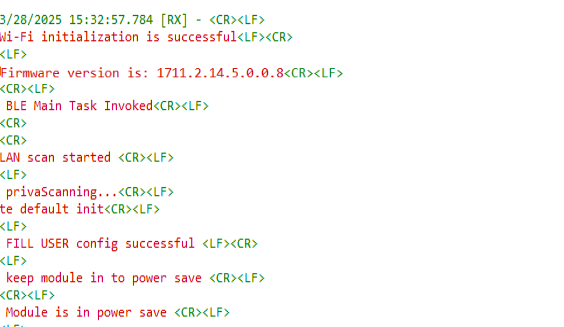 3/28/2025 15:32:57.784 [RX] - <CR><LF>
Wi-Fi initialization is successful<LF><CR>
<LF>
Firmware version is: 1711.2.14.5.0.0.8<CR><LF>
<CR><LF>
BLE Main Task Invoked<CR><LF>
<CR>
<CR>
LAN scan started <CR><LF>
<LF>
privaScanning...<CR><LF>
te default init<CR><LF>
<LF>
FILL USER config successful <LF><CR>
<LF>
keep module in to power save <CR><LF>
<CR><LF>
Module is in power save <CR><LF>